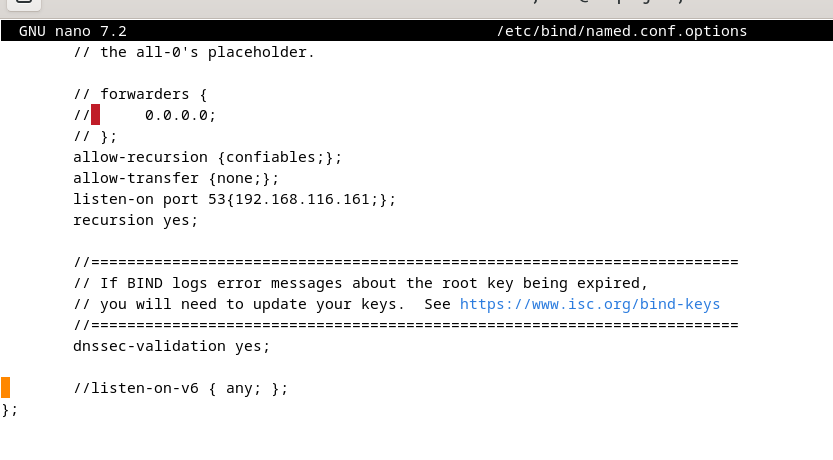 GNU nano 7.2 /etc/bind/named.conf.options
// the all-0's placeholder.
// forwarders {
// 0.0.0.0;
// };
allow-recursion {confiables;};
allow-transfer {none;};
listen-on port 53{192.168.116.161;};
recursion yes;
//========================================================================
// If BIND logs error messages about the root key being expired,
// you will need to update your keys.  See https://www.isc.org/bind-keys
//========================================================================
dnssec-validation yes;
//listen-on-v6 { any; };
};